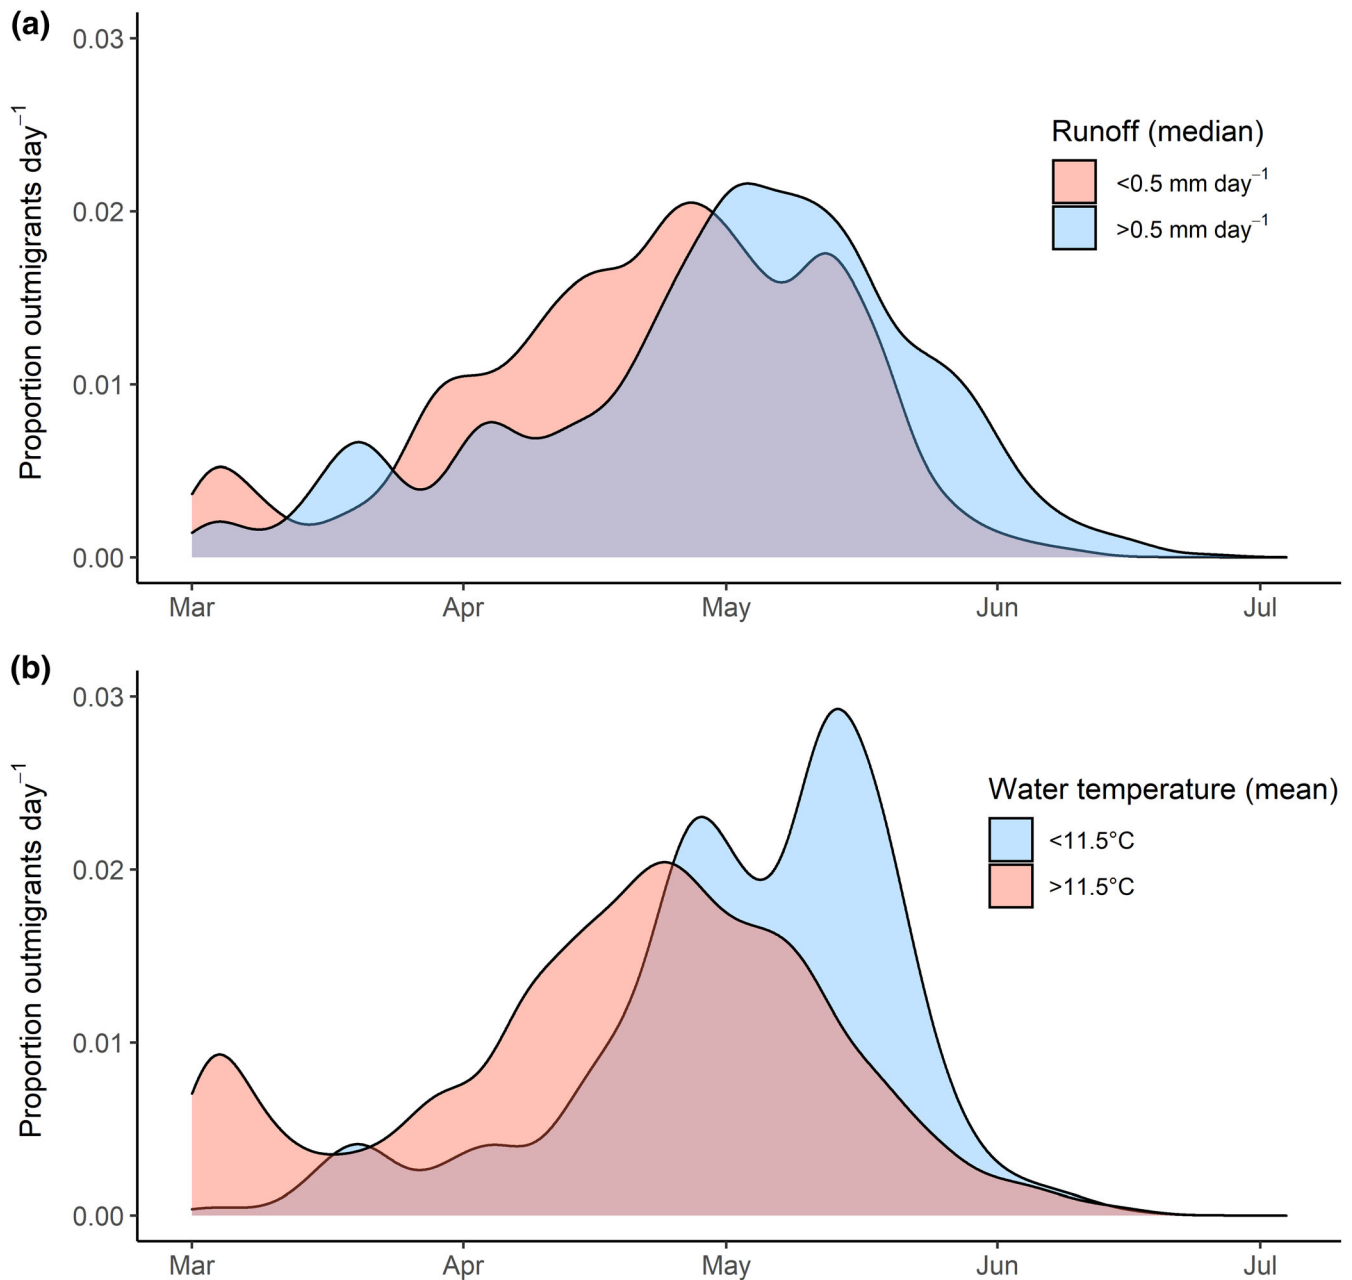 (a)
Proportion outmigrants day⁻¹
0.03
0.02
0.01
0.00
Mar Apr May Jun Jul
Runoff (median)
<0.5 mm day⁻¹
>0.5 mm day⁻¹
(b)
Proportion outmigrants day⁻¹
0.03
0.02
0.01
0.00
Mar Apr May Jun Jul
Water temperature (mean)
<11.5°C
>11.5°C